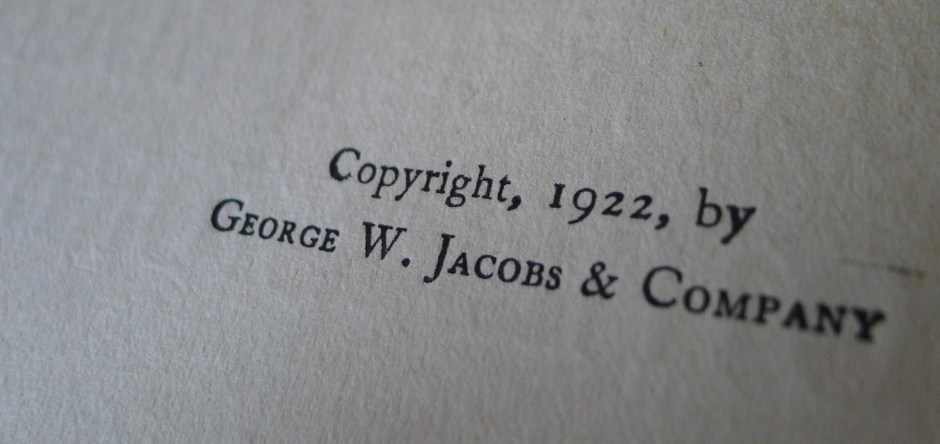 Copyright, 1922, by
George W. Jacobs & Company